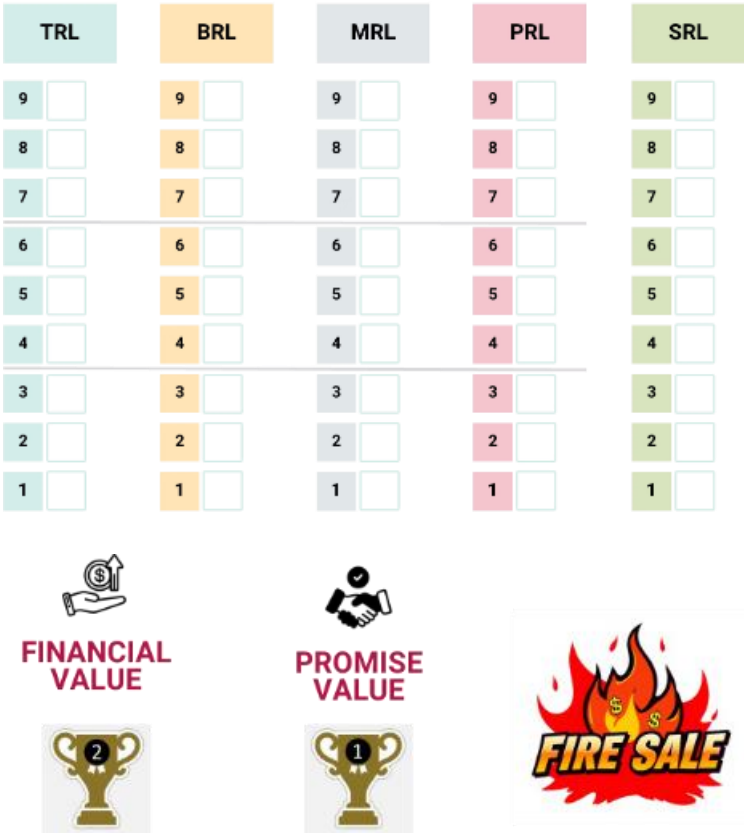 TRL BRL MRL PRL SRL
9 9 9 9 9
8 8 8 8 8
7 7 7 7 7
6 6 6 6 6
5 5 5 5 5
4 4 4 4 4
3 3 3 3 3
2 2 2 2 2
1 1 1 1 1
$
FINANCIAL
VALUE
PROMISE
VALUE
2
1
$ $
FIRE SALE